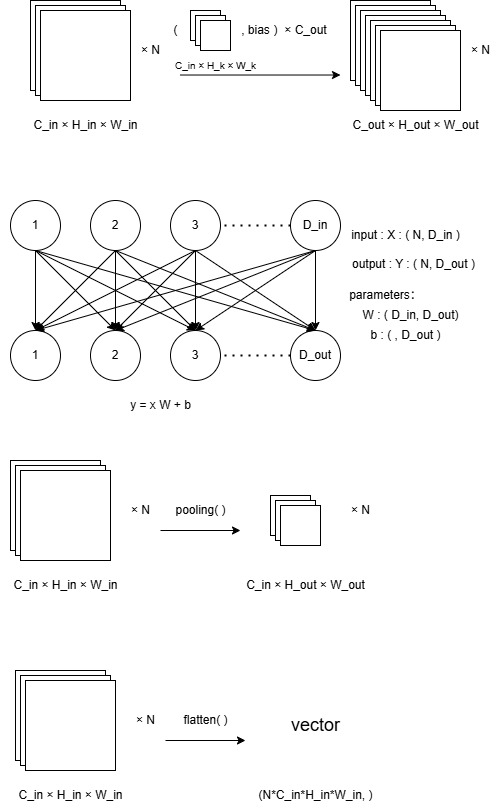 × N
( , bias ) × C_out
C_in × H_k × W_k
× N
C_in × H_in × W_in
C_out × H_out × W_out
1 2 3 D_in
input : X : ( N, D_in )
output : Y : ( N, D_out )
parameters：
W : ( D_in, D_out)
b : ( , D_out )
1 2 3 D_out
y = x W + b
× N
pooling( )
× N
C_in × H_in × W_in
C_in × H_out × W_out
× N
flatten( )
vector
C_in × H_in × W_in
(N*C_in*H_in*W_in, )